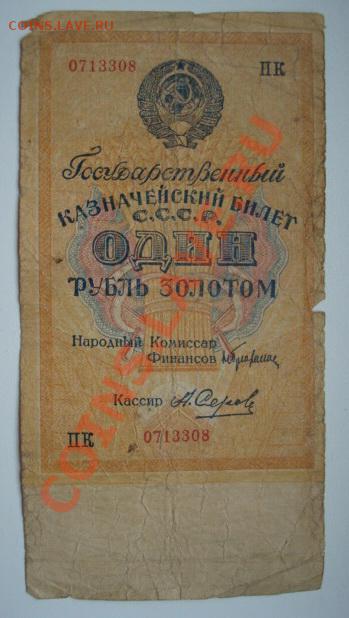 COINS.LAVE.RU
0713308 ПК
Государственный
КАЗНАЧЕЙСКИЙ БИЛЕТ
С.С.С.Р.
ОДИН
РУБЛЬ ЗОЛОТОМ
Народный Комиссар
Финансов
Кассир А. Серов
ПК 0713308
COINS.LAVE.RU